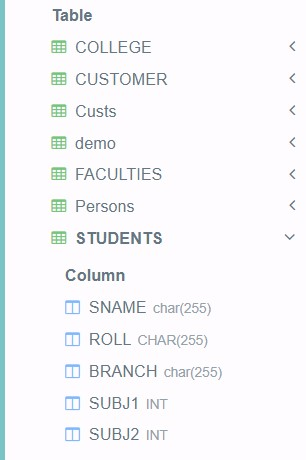 Table
COLLEGE
CUSTOMER
Custs
demo
FACULTIES
Persons
STUDENTS
Column
SNAME char(255)
ROLL CHAR(255)
BRANCH char(255)
SUBJ1 INT
SUBJ2 INT